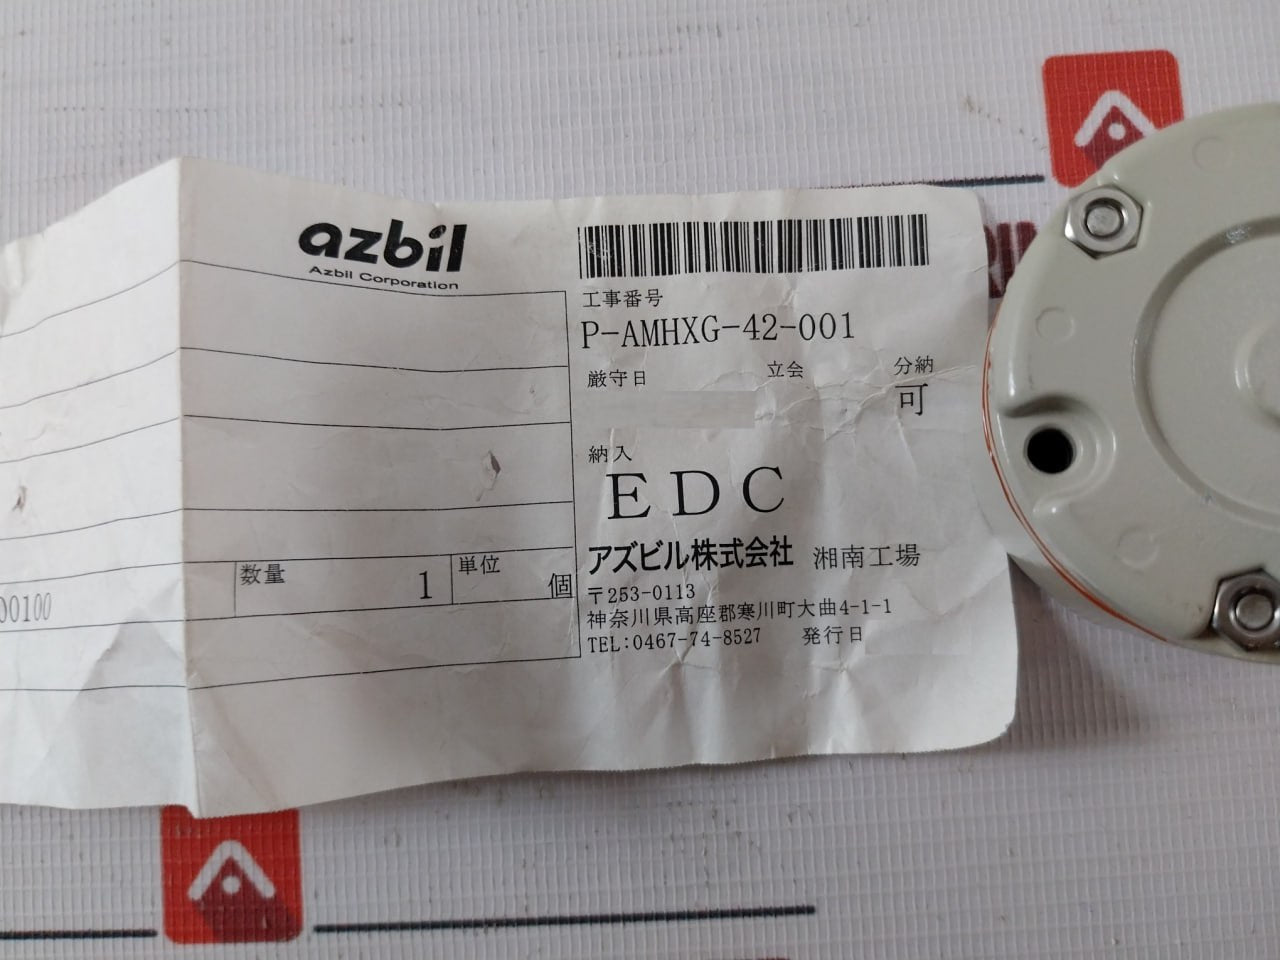 azbil
Azbil Corporation
工事番号
P-AMHXG-42-001
厳守日 立会 分納
可
納入
EDC
数量 1 単位 個
00100
アズビル株式会社 湘南工場
〒253-0113
神奈川県高座郡寒川町大曲4-1-1
TEL:0467-74-8527 発行日